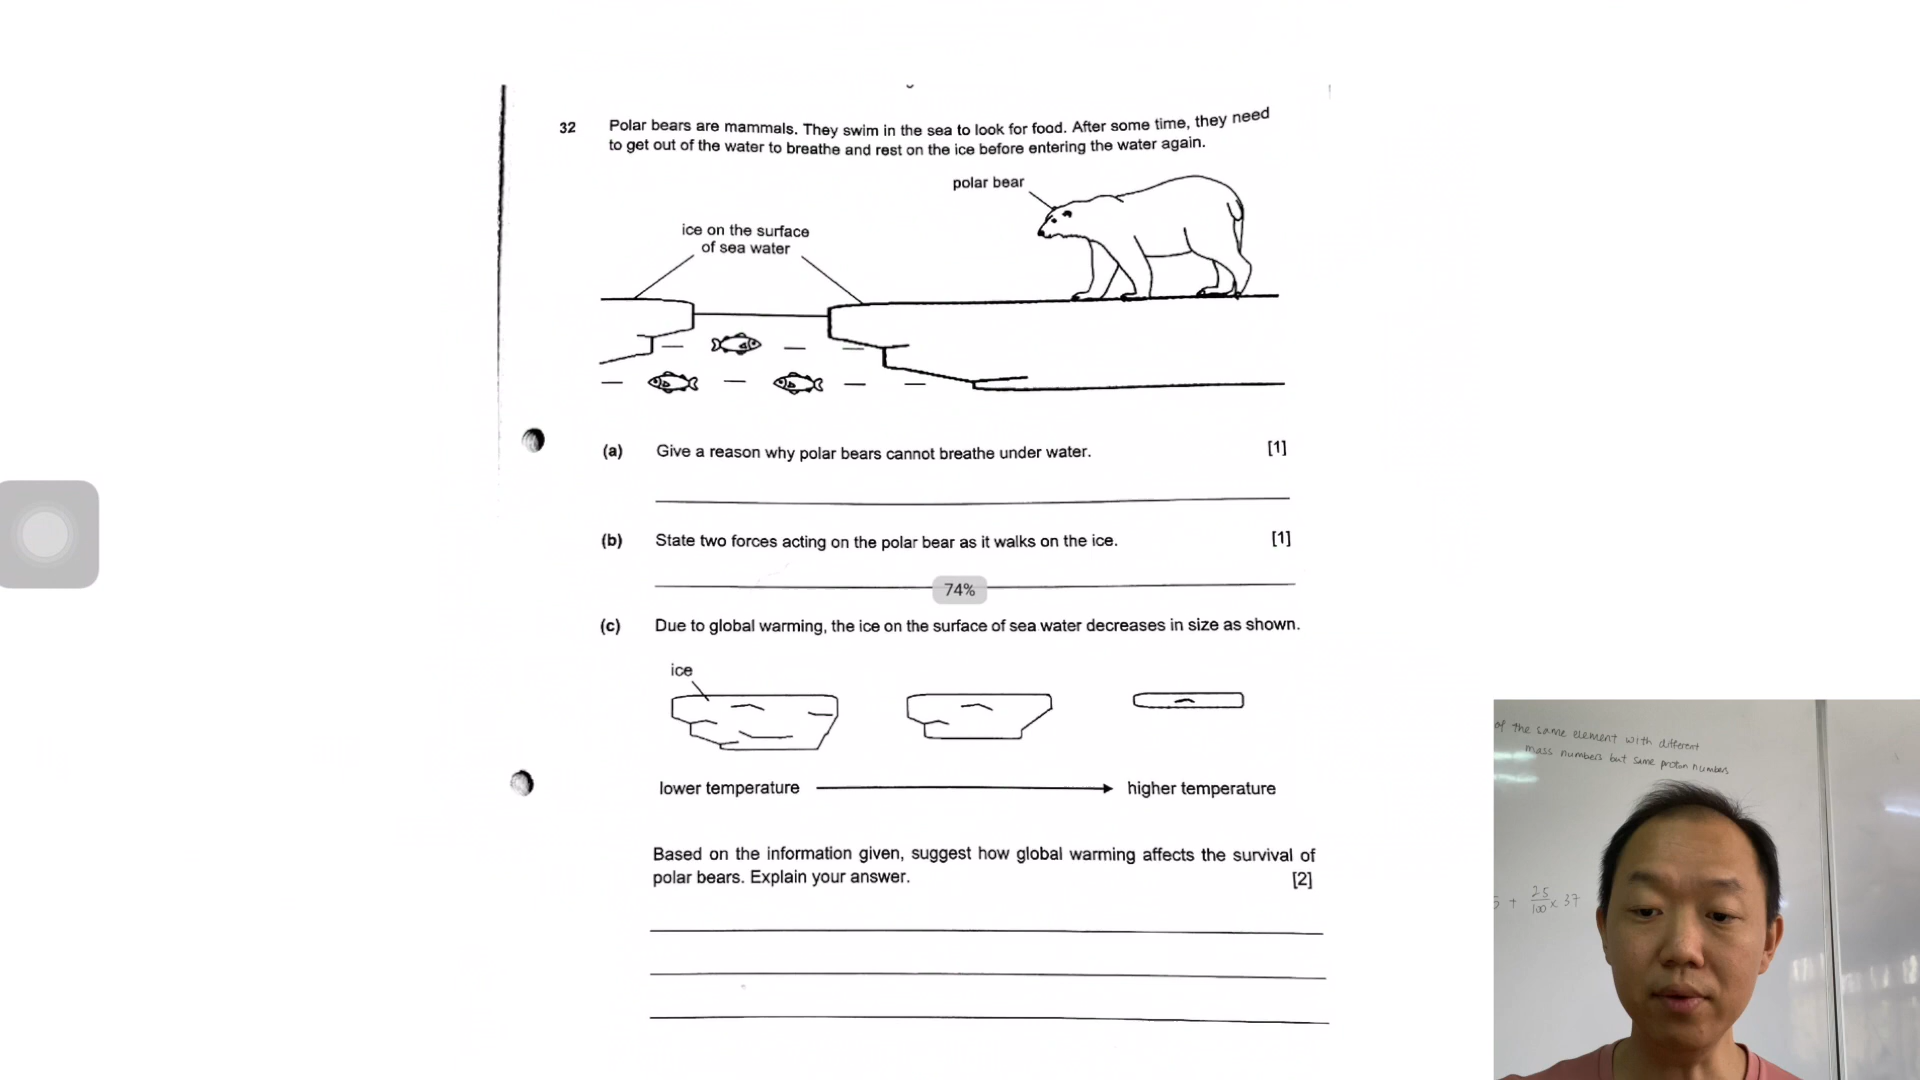 32 Polar bears are mammals. They swim in the sea to look for food. After some time, they need
to get out of the water to breathe and rest on the ice before entering the water again.
polar bear
ice on the surface
of sea water
(a) Give a reason why polar bears cannot breathe under water. [1]
(b) State two forces acting on the polar bear as it walks on the ice. [1]
74%
(c) Due to global warming, the ice on the surface of sea water decreases in size as shown.
ice
lower temperature higher temperature
Based on the information given, suggest how global warming affects the survival of
polar bears. Explain your answer. [2]
of the same element with different
mass numbers but same proton numbers
+ 25/100 x 37